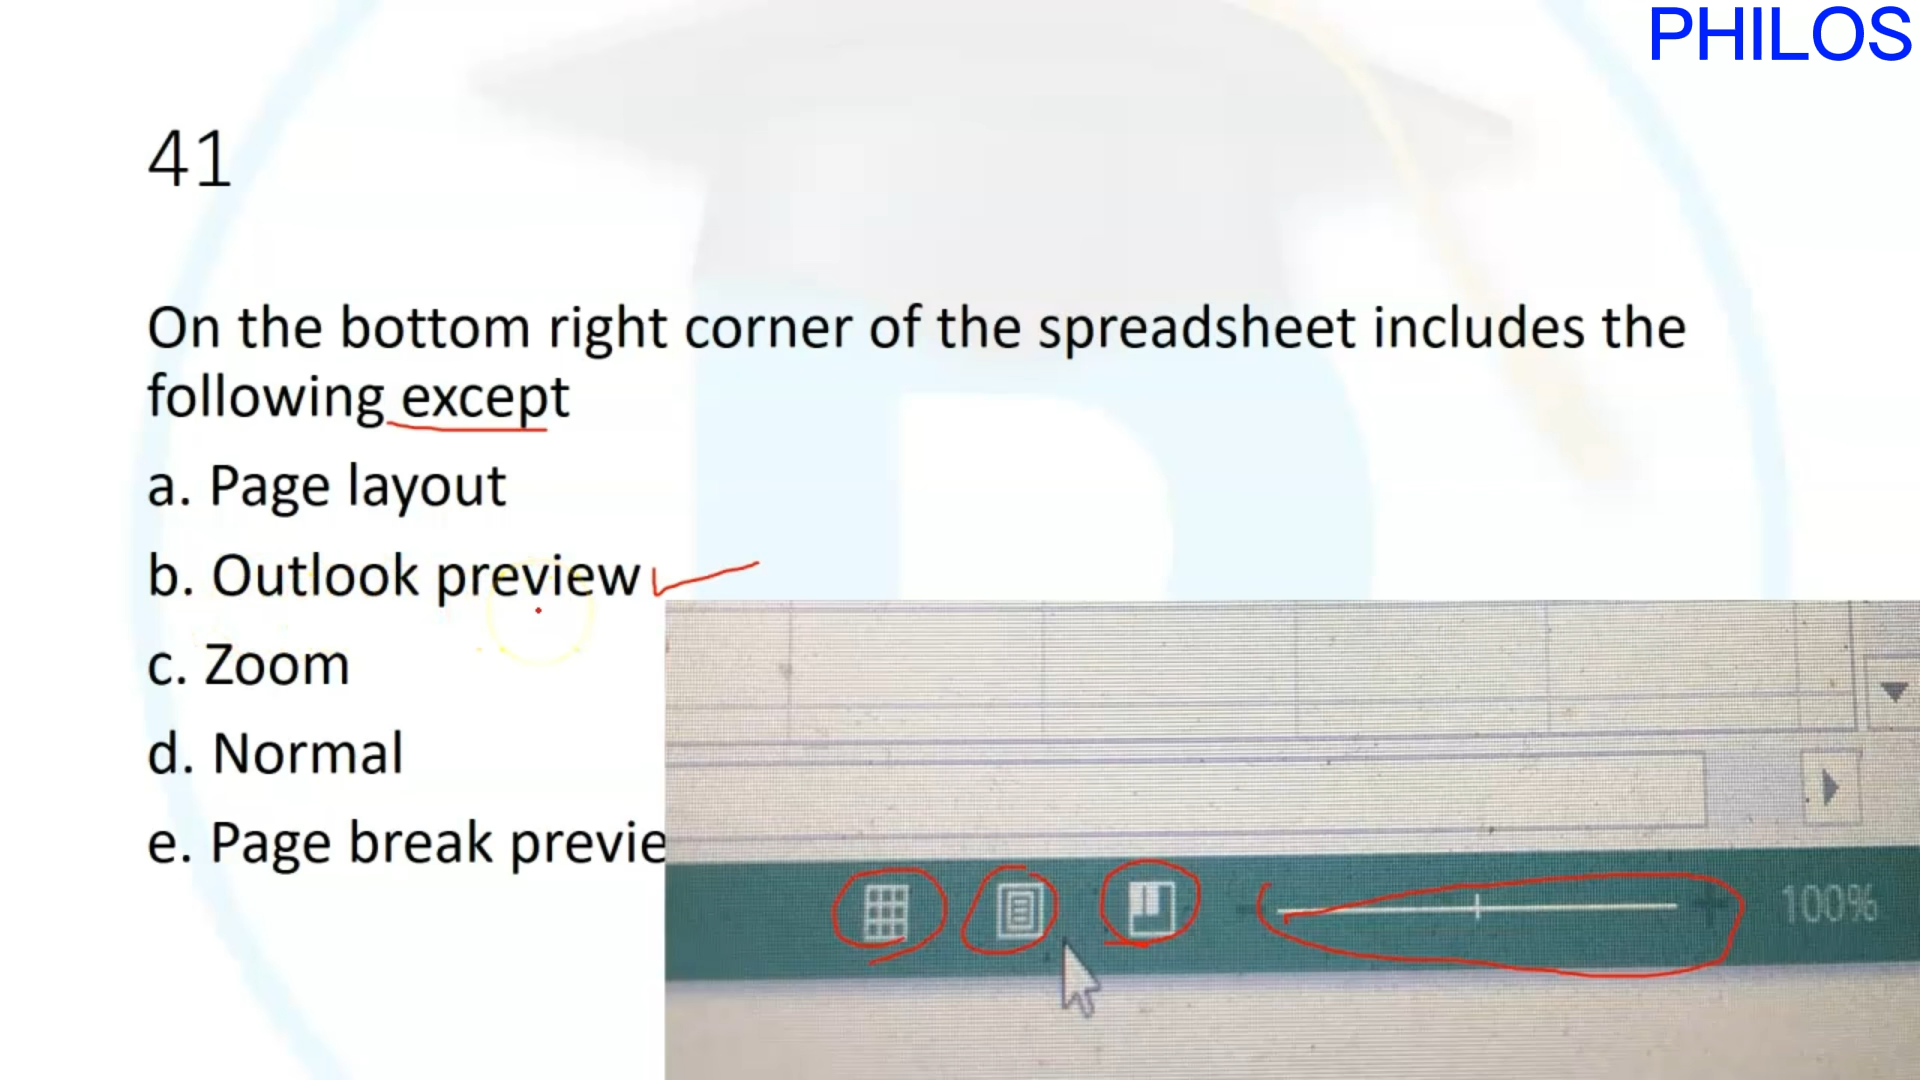 PHILOS
41
On the bottom right corner of the spreadsheet includes the
following except
a. Page layout
b. Outlook preview
c. Zoom
d. Normal
e. Page break previe
100%